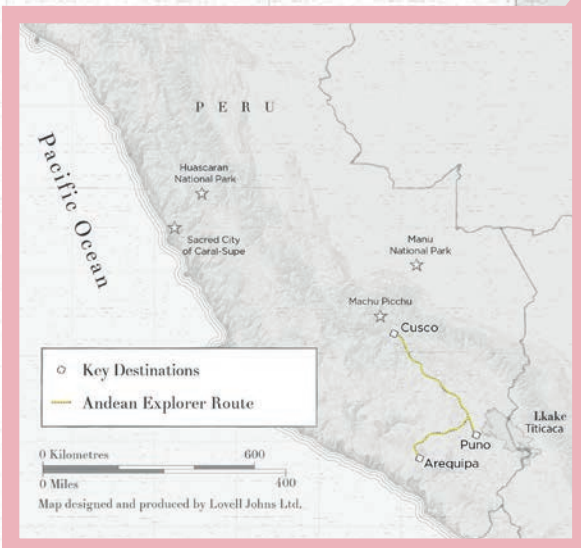 PERU
Pacific Ocean
Huascaran
National Park
Sacred City
of Caral-Supe
Manu
National Park
Machu Picchu
Cusco
Key Destinations
Andean Explorer Route
Lkake
Titicaca
Puno
Arequipa
0 Kilometres 600
0 Miles 400
Map designed and produced by Lovell Johns Ltd.